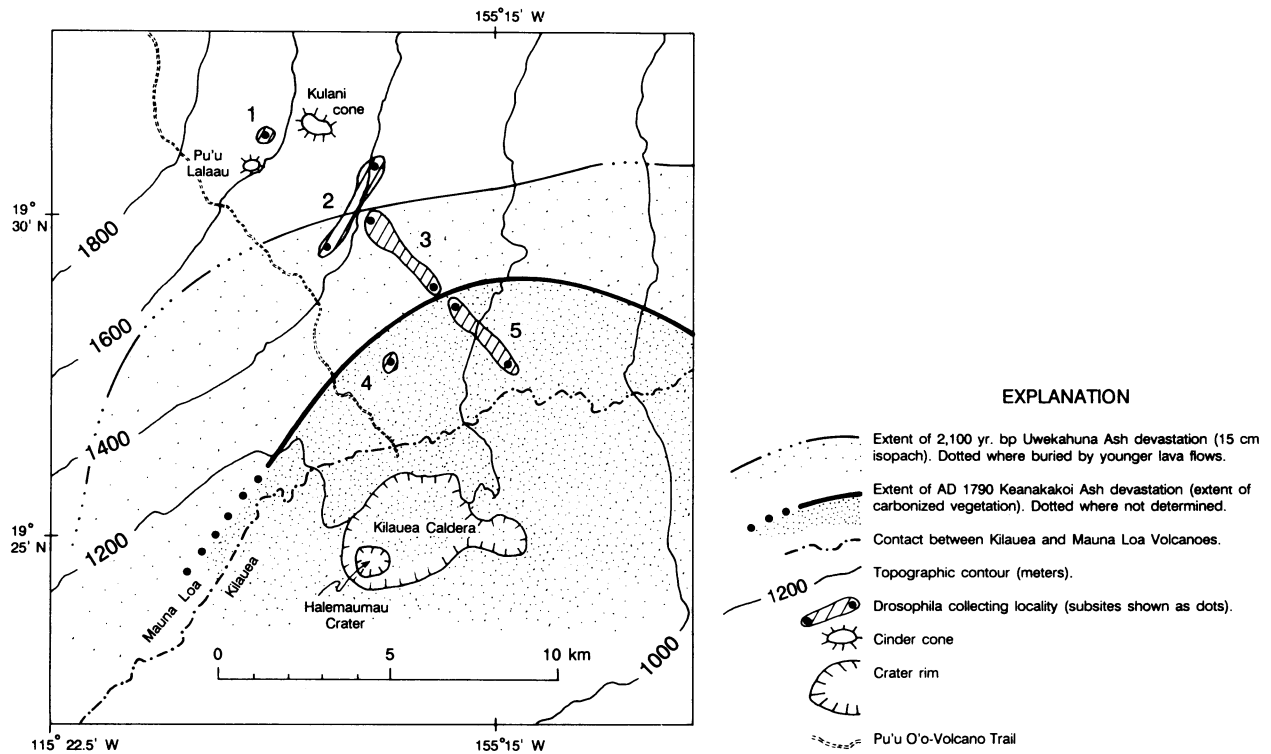 155° 15' W
Kulani
cone
1
Pu'u
Lalaau
2
19°
30' N
1800
3
1600
5
4
1400
19°
25' N
1200
Kilauea Caldera
Mauna Loa
Kilauea
Halemaumau
Crater
0 5 10 km
1000
115° 22.5' W
155° 15' W
EXPLANATION
Extent of 2,100 yr. bp Uwekahuna Ash devastation (15 cm
isopach). Dotted where buried by younger lava flows.
Extent of AD 1790 Keanakakoi Ash devastation (extent of
carbonized vegetation). Dotted where not determined.
Contact between Kilauea and Mauna Loa Volcanoes.
1200
Topographic contour (meters).
Drosophila collecting locality (subsites shown as dots).
Cinder cone
Crater rim
Pu'u O'o-Volcano Trail